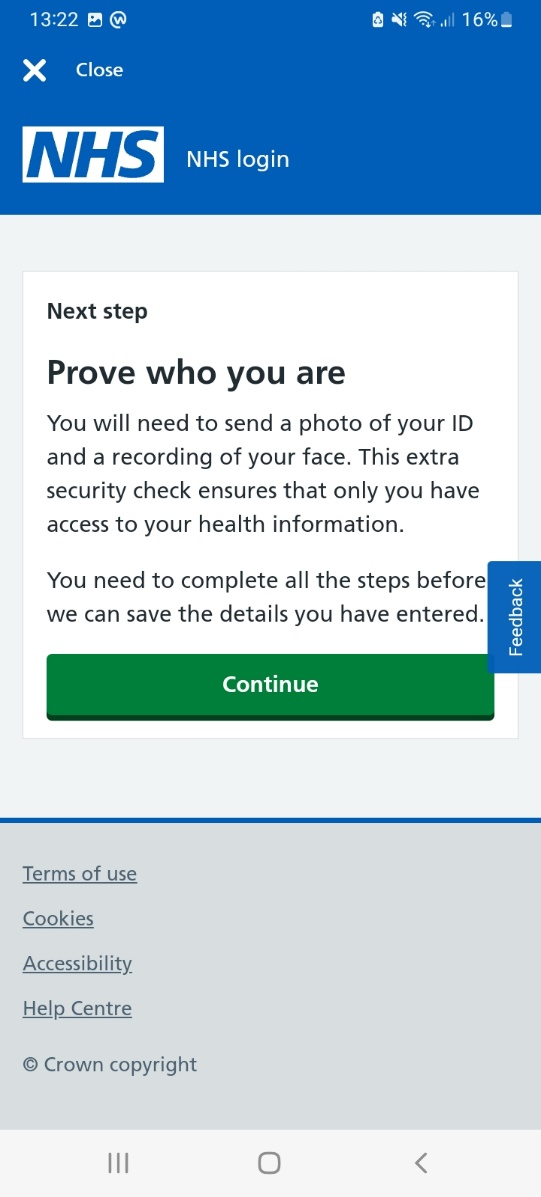 13:22
16%
Close
NHS
NHS login
Next step
Prove who you are
You will need to send a photo of your ID
and a recording of your face. This extra
security check ensures that only you have
access to your health information.
You need to complete all the steps before
we can save the details you have entered.
Feedback
Continue
Terms of use
Cookies
Accessibility
Help Centre
© Crown copyright